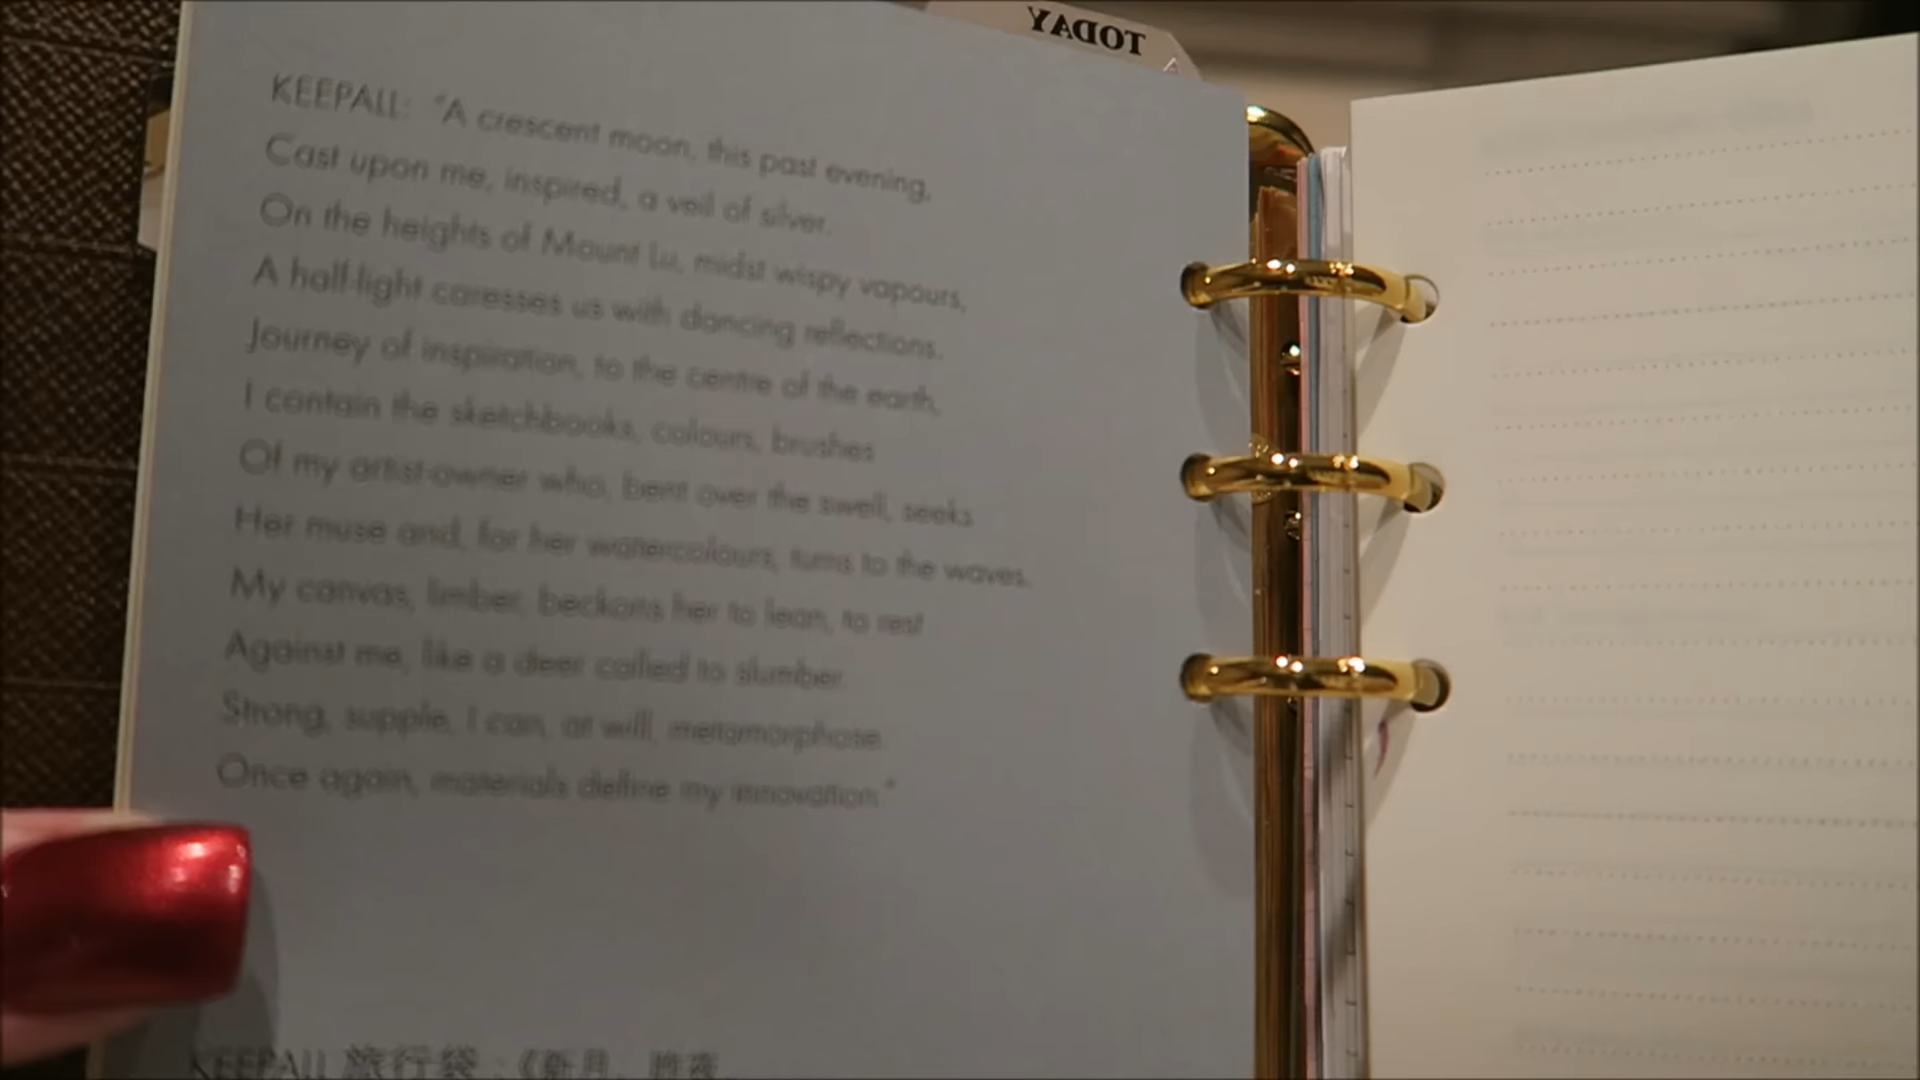 TODAY
KEEPALL: "A crescent moon, this past evening,
Cast upon me, inspired, a veil of silver.
On the heights of Mount Lu, midst wispy vapours,
A half-light caresses us with dancing reflections.
Journey of inspiration, to the centre of the earth,
I contain the sketchbooks, colours, brushes
Of my artist-owner who, bent over the swell, seeks
Her muse and, for her watercolours, turns to the waves.
My canvas, limber, beckons her to lean, to rest
Against me, like a deer called to slumber.
Strong, supple, I can, at will, metamorphose.
Once again, materials define my innovation."
KEEPALL 旅行袋:《新月,昨夜,